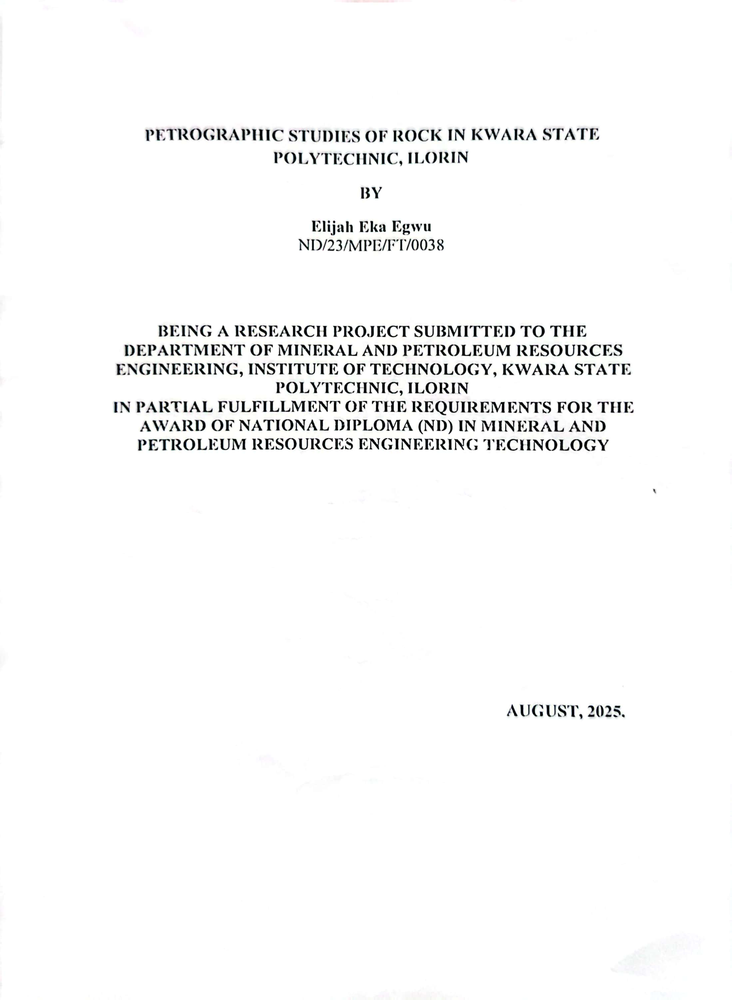 PETROGRAPHIC STUDIES OF ROCK IN KWARA STATE
POLYTECHNIC, ILORIN
BY
Elijah Eka Egwu
ND/23/MPE/FT/0038
BEING A RESEARCH PROJECT SUBMITTED TO THE
DEPARTMENT OF MINERAL AND PETROLEUM RESOURCES
ENGINEERING, INSTITUTE OF TECHNOLOGY, KWARA STATE
POLYTECHNIC, ILORIN
IN PARTIAL FULFILLMENT OF THE REQUIREMENTS FOR THE
AWARD OF NATIONAL DIPLOMA (ND) IN MINERAL AND
PETROLEUM RESOURCES ENGINEERING TECHNOLOGY
AUGUST, 2025.